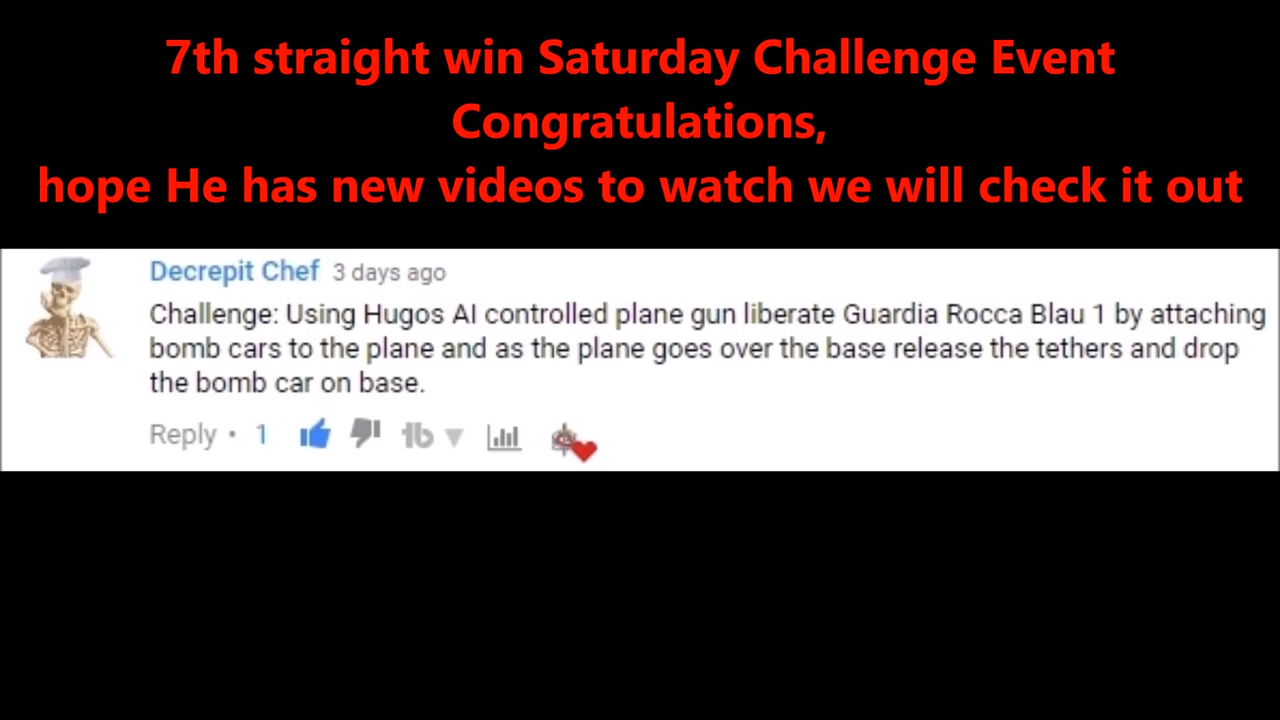 7th straight win Saturday Challenge Event
Congratulations,
hope He has new videos to watch we will check it out
Decrepit Chef 3 days ago
Challenge: Using Hugos AI controlled plane gun liberate Guardia Rocca Blau 1 by attaching
bomb cars to the plane and as the plane goes over the base release the tethers and drop
the bomb car on base.
Reply • 1 tb